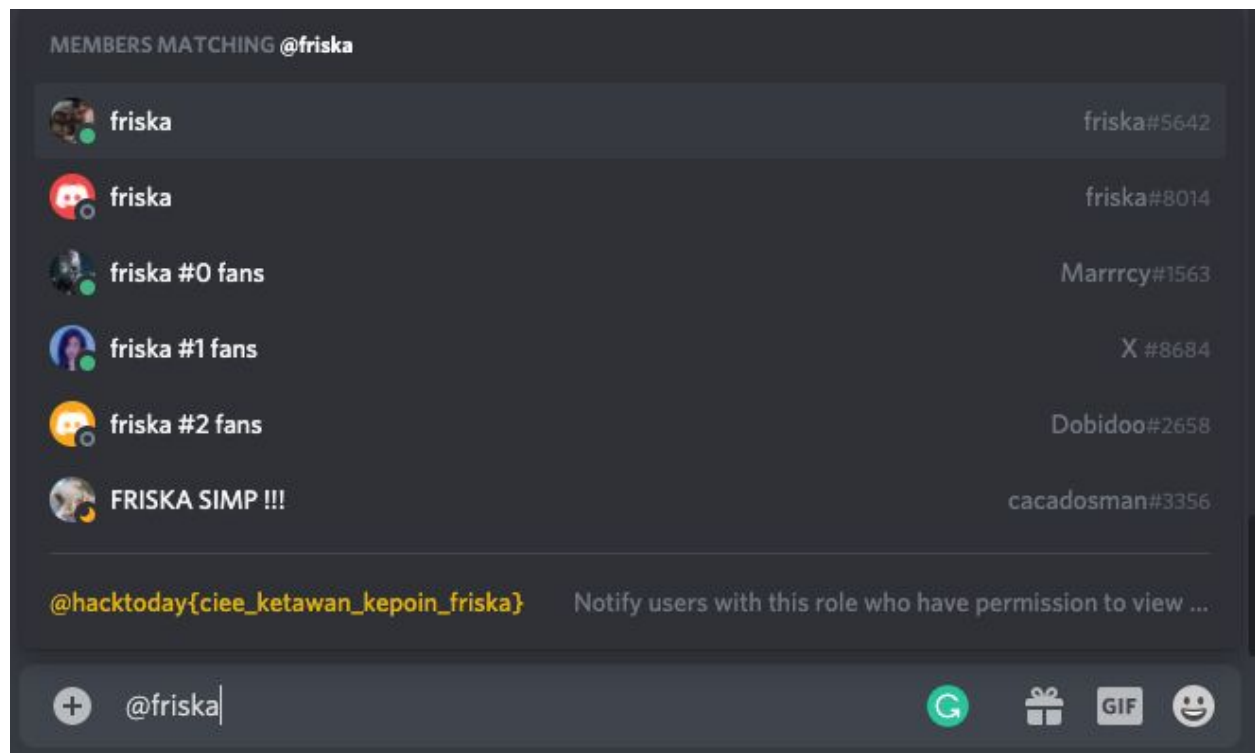 MEMBERS MATCHING @friska
friska friska#5642
friska friska#8014
friska #0 fans Marrrcy#1563
friska #1 fans X #8684
friska #2 fans Dobidoo#2658
FRISKA SIMP !!! cacadosman#3356
@hacktoday{ciee_ketawan_kepoin_friska} Notify users with this role who have permission to view ...
@friska GIF